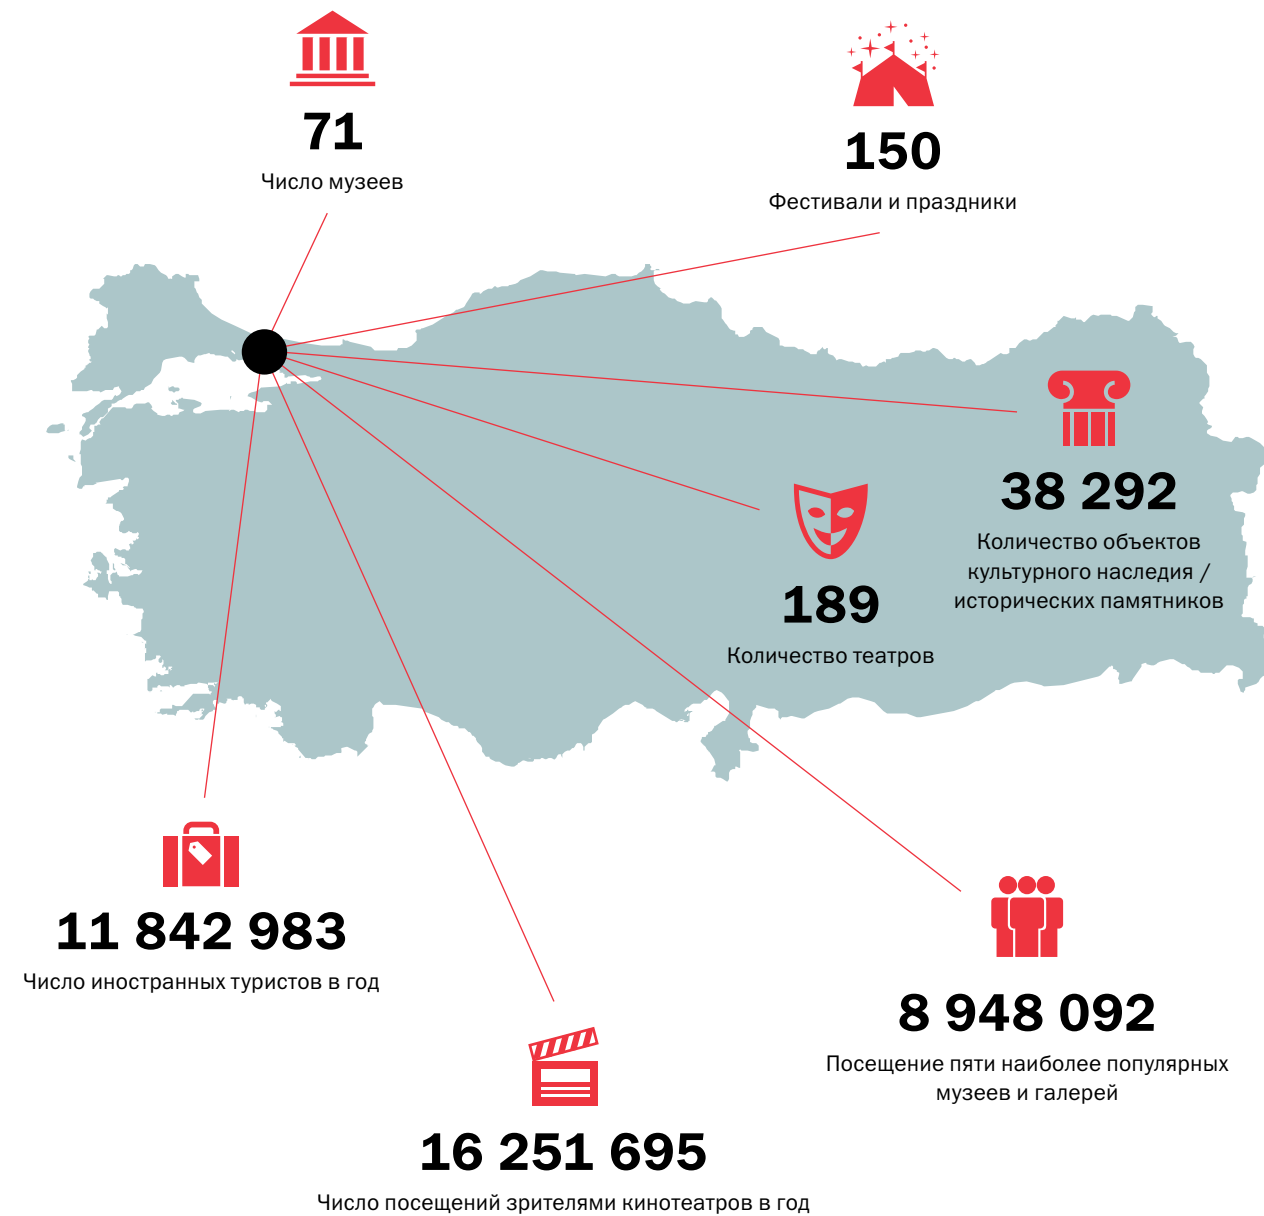 71
Число музеев
150
Фестивали и праздники
38 292
Количество объектов
культурного наследия /
исторических памятников
189
Количество театров
11 842 983
Число иностранных туристов в год
8 948 092
Посещение пяти наиболее популярных
музеев и галерей
16 251 695
Число посещений зрителями кинотеатров в год